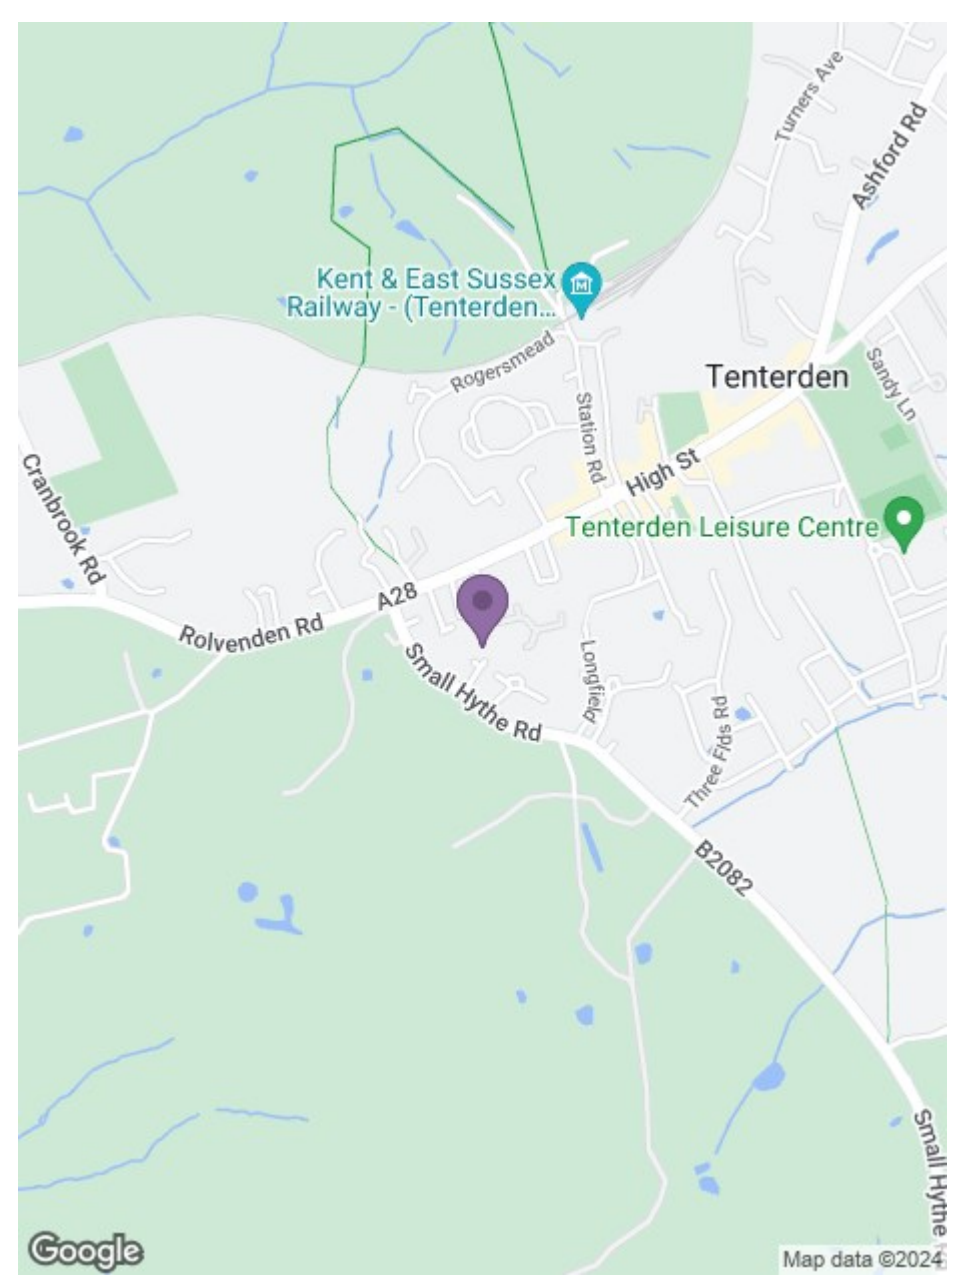 Turners Ave
Ashford Rd
Kent & East Sussex
Railway - (Tenterden...
Rogersmead
Tenterden
Sandy Ln
Station Rd
High St
Cranbrook Rd
Tenterden Leisure Centre
A28
Rolvenden Rd
Small Hythe Rd
Longfield
Three Flds Rd
B2082
Small Hythe Rd
Google
Map data ©2024